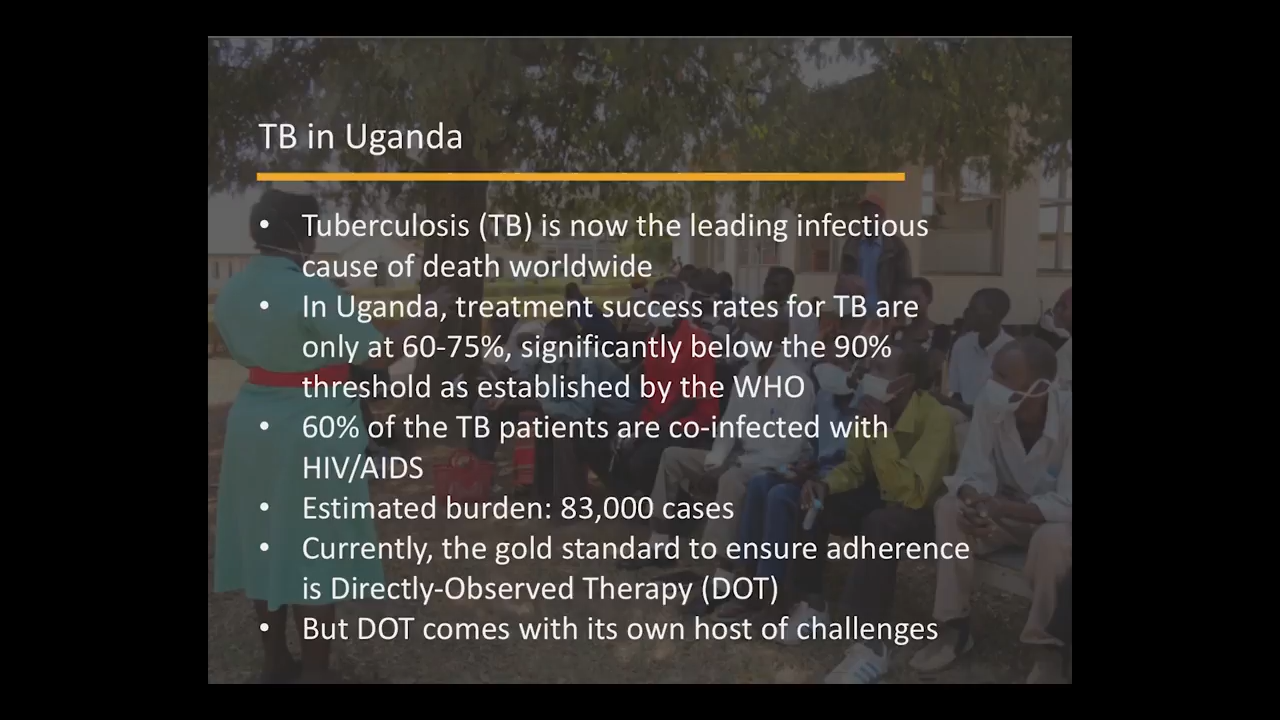 TB in Uganda
• Tuberculosis (TB) is now the leading infectious
cause of death worldwide
• In Uganda, treatment success rates for TB are
only at 60-75%, significantly below the 90%
threshold as established by the WHO
• 60% of the TB patients are co-infected with
HIV/AIDS
• Estimated burden: 83,000 cases
• Currently, the gold standard to ensure adherence
is Directly-Observed Therapy (DOT)
• But DOT comes with its own host of challenges